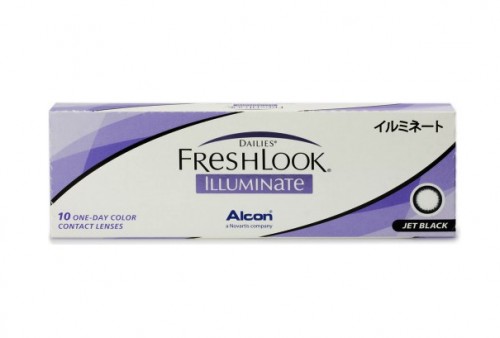 DAILIES®
FRESHLOOK®
ILLUMINATE
イルミネート
10 ONE-DAY COLOR
CONTACT LENSES
Alcon
a Novartis company
JET BLACK